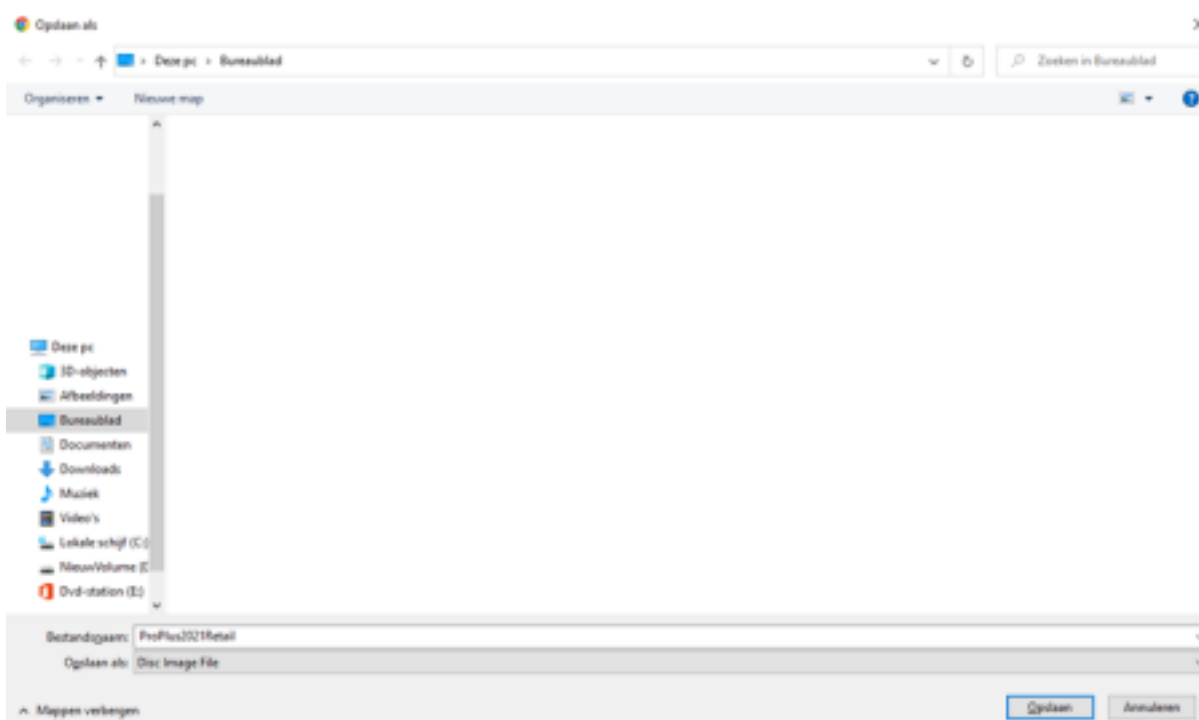 Opslaan als
Deze pc › Bureaublad
Zoeken in Bureaublad
Organiseren
Nieuwe map
Deze pc
3D-objecten
Afbeeldingen
Bureaublad
Documenten
Downloads
Muziek
Video's
Lokale schijf (C:)
NieuwVolume (D
Dvd-station (E:)
Bestandsnaam: ProPlus2021Retail
Opslaan als: Disc Image File
Mappen verbergen
Opslaan
Annuleren